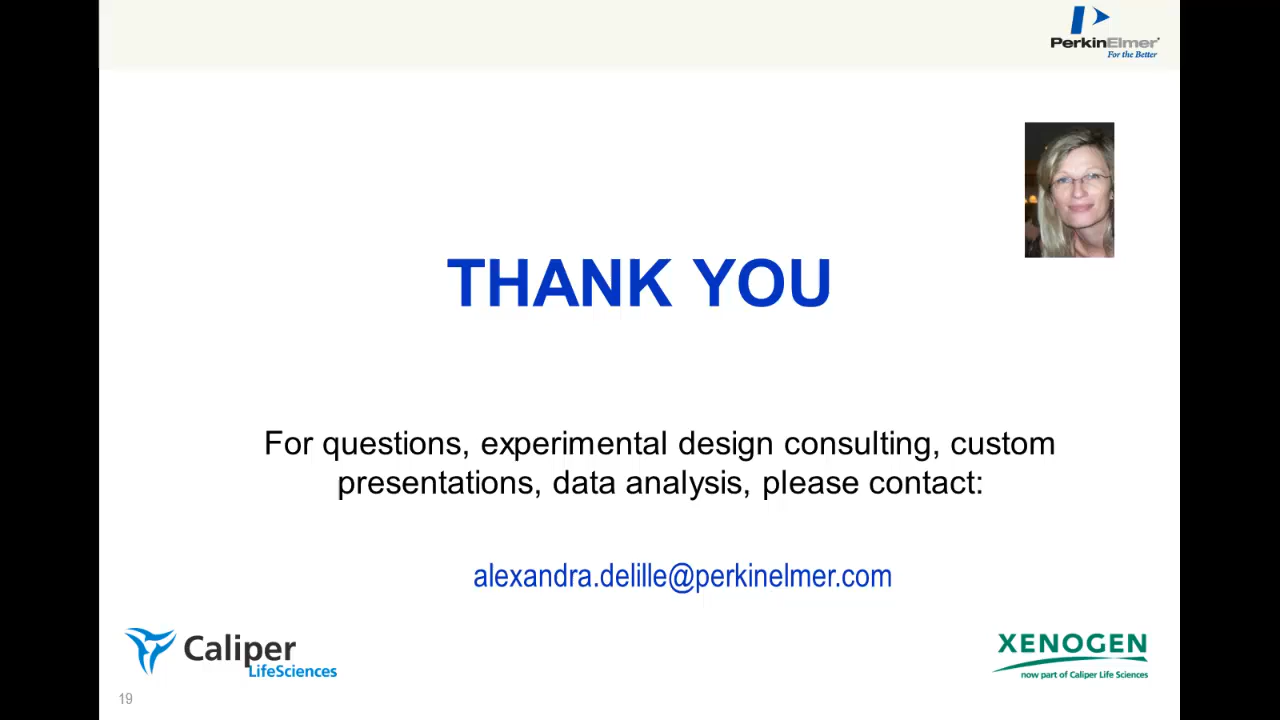 PerkinElmer
For the Better
THANK YOU
For questions, experimental design consulting, custom
presentations, data analysis, please contact:
alexandra.delille@perkinelmer.com
Caliper
LifeSciences
XENOGEN
now part of Caliper Life Sciences
19